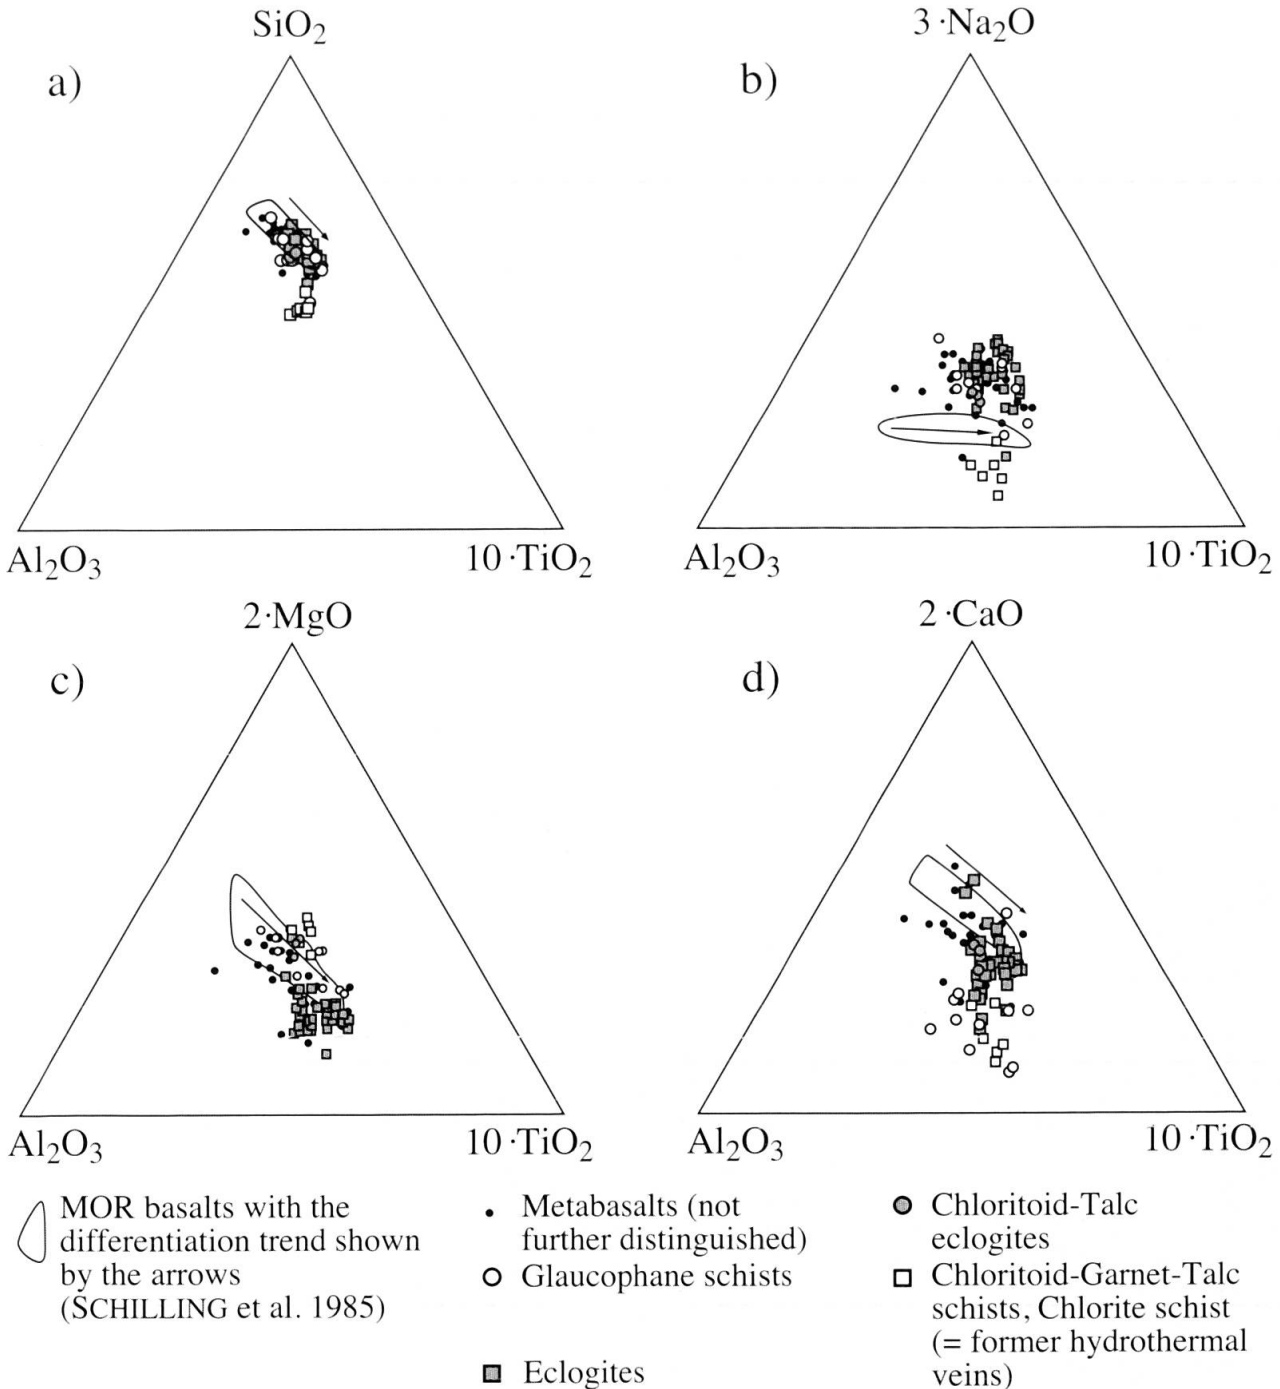 SiO₂
3·Na₂O
a)
b)
Al₂O₃
10·TiO₂
Al₂O₃
10·TiO₂
2·MgO
2·CaO
c)
d)
Al₂O₃
10·TiO₂
Al₂O₃
10·TiO₂
MOR basalts with the
differentiation trend shown
by the arrows
(SCHILLING et al. 1985)
Metabasalts (not
further distinguished)
Glaucophane schists
Eclogites
Chloritoid-Talc
eclogites
Chloritoid-Garnet-Talc
schists, Chlorite schist
(= former hydrothermal
veins)